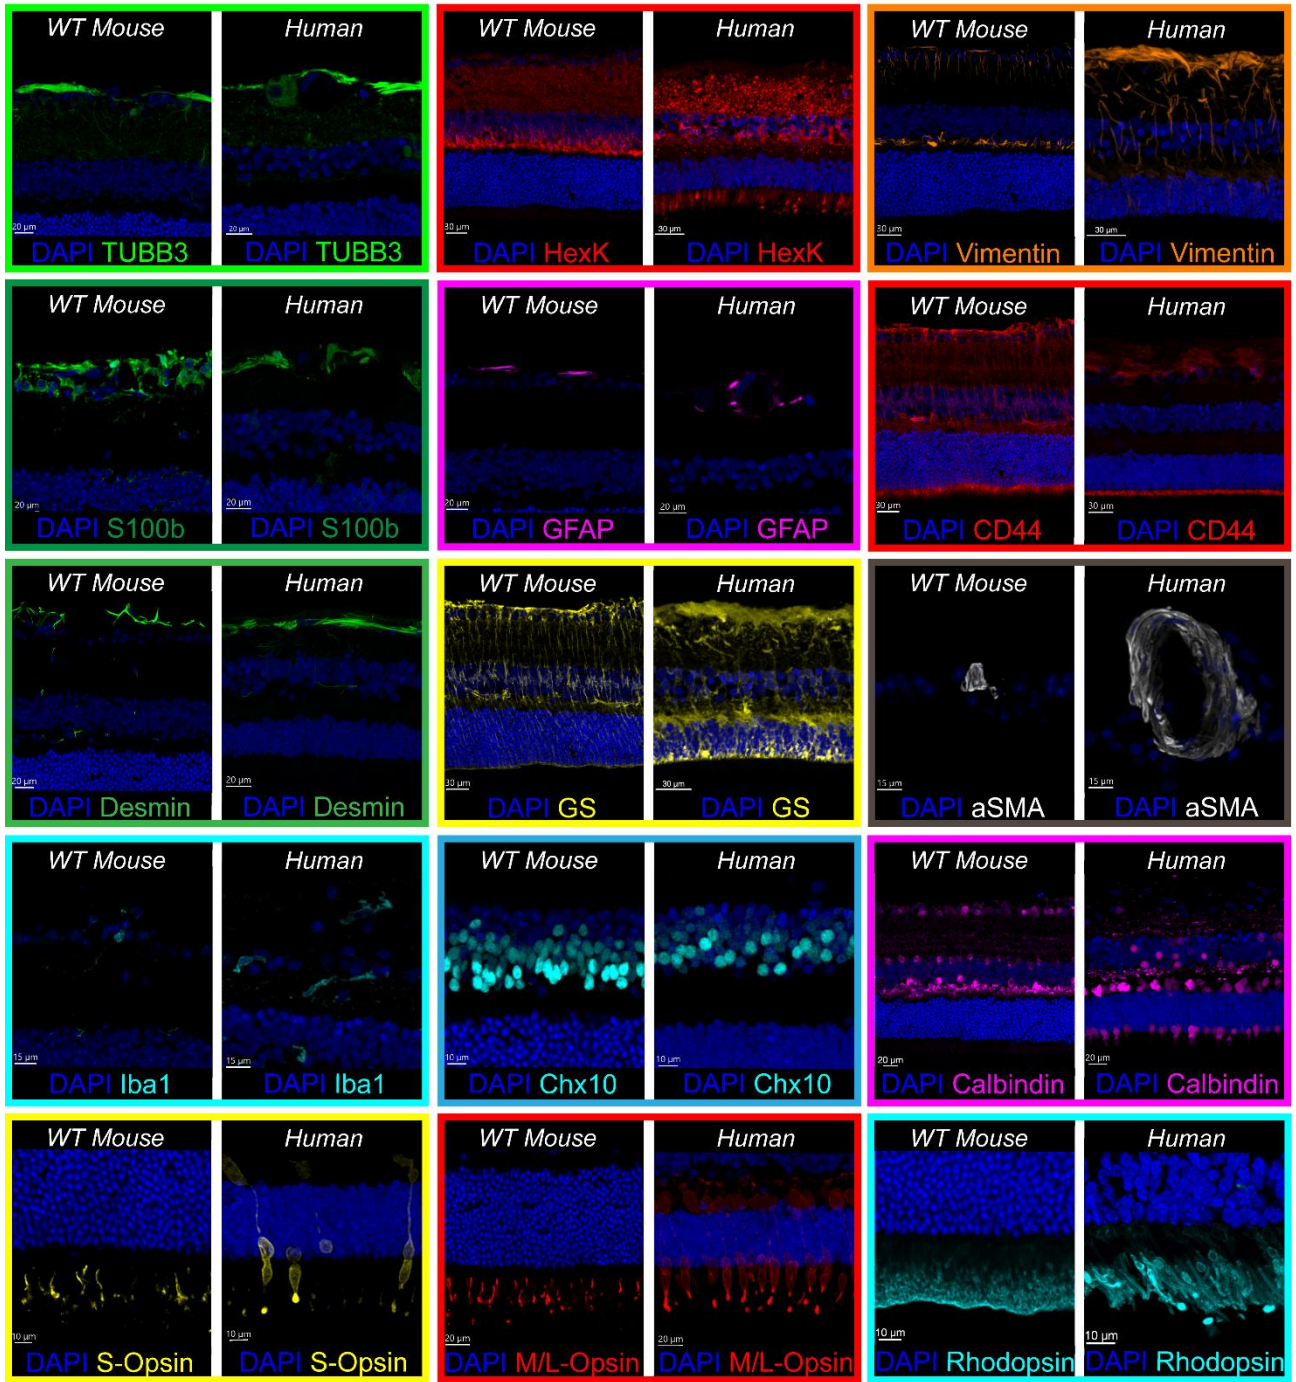 WT Mouse Human
20 µm 20 µm
DAPI TUBB3 DAPI TUBB3
WT Mouse Human
30 µm 30 µm
DAPI HexK DAPI HexK
WT Mouse Human
30 µm 30 µm
DAPI Vimentin DAPI Vimentin
WT Mouse Human
20 µm 20 µm
DAPI S100b DAPI S100b
WT Mouse Human
20 µm 20 µm
DAPI GFAP DAPI GFAP
WT Mouse Human
30 µm 30 µm
DAPI CD44 DAPI CD44
WT Mouse Human
20 µm 20 µm
DAPI Desmin DAPI Desmin
WT Mouse Human
30 µm 30 µm
DAPI GS DAPI GS
WT Mouse Human
15 µm 15 µm
DAPI aSMA DAPI aSMA
WT Mouse Human
15 µm 15 µm
DAPI Iba1 DAPI Iba1
WT Mouse Human
10 µm 10 µm
DAPI Chx10 DAPI Chx10
WT Mouse Human
20 µm 20 µm
DAPI Calbindin DAPI Calbindin
WT Mouse Human
10 µm 10 µm
DAPI S-Opsin DAPI S-Opsin
WT Mouse Human
20 µm 20 µm
DAPI M/L-Opsin DAPI M/L-Opsin
WT Mouse Human
10 µm 10 µm
DAPI Rhodopsin DAPI Rhodopsin